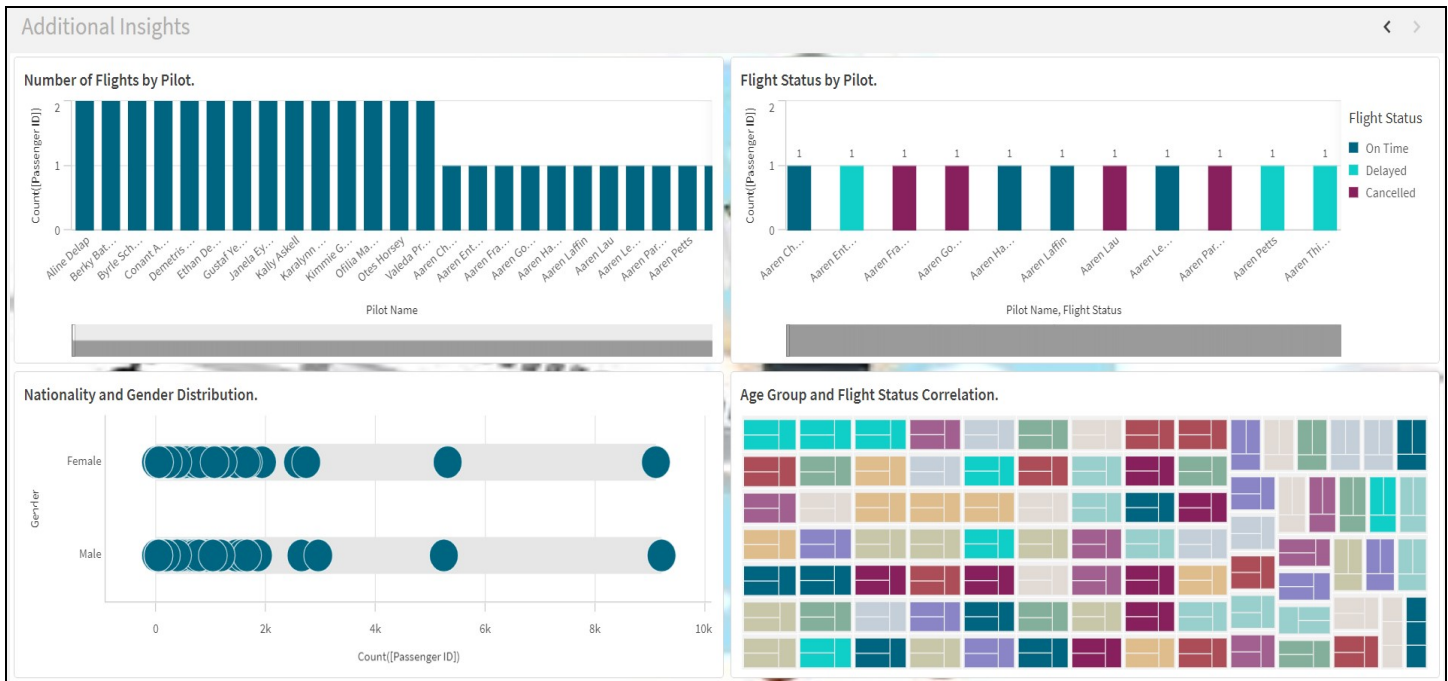 Additional Insights
Number of Flights by Pilot.
Count([Passenger ID])
2
1
0
Aline Delap
Berky Bat...
Byrle Sch...
Conant A...
Demetris ...
Ethan De...
Gustaf Ye...
Janela Ey...
Kally Askell
Karalynn ...
Kimmie G...
Ofilia Ma...
Otes Horsey
Valeda Pr...
Aaren Ch...
Aaren Ent...
Aaren Fra...
Aaren Go...
Aaren Ha...
Aaren Laffin
Aaren Lau
Aaren Le...
Aaren Par...
Aaren Petts
Pilot Name
Flight Status by Pilot.
Count([Passenger ID])
2
1
0
1 1 1 1 1 1 1 1 1 1 1
Aaren Ch...
Aaren Ent...
Aaren Fra...
Aaren Go...
Aaren Ha...
Aaren Laffin
Aaren Lau
Aaren Le...
Aaren Par...
Aaren Petts
Aaren Thi...
Pilot Name, Flight Status
Flight Status
On Time
Delayed
Cancelled
Nationality and Gender Distribution.
Gender
Female
Male
0 2k 4k 6k 8k 10k
Count([Passenger ID])
Age Group and Flight Status Correlation.